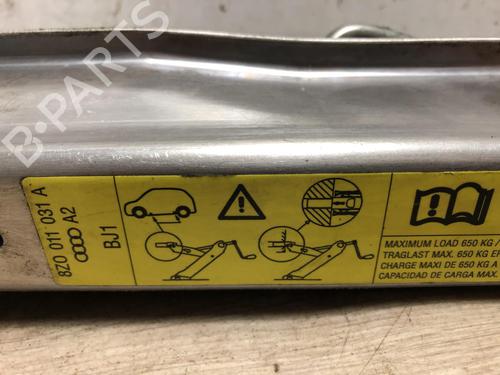 B·PARTS
8Z0 011 031 A
A2
BJ1
MAXIMUM LOAD 650 KG /
TRAGLAST MAX. 650 KG
CHARGE MAXI DE 650 KG A
CAPACIDAD DE CARGA MAX.